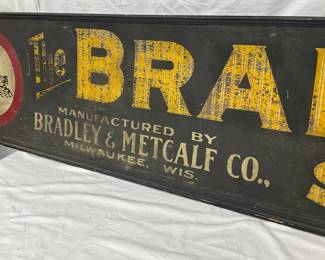 The BRA
MANUFACTURED BY
BRADLEY & METCALF CO.,
MILWAUKEE, WIS.
S